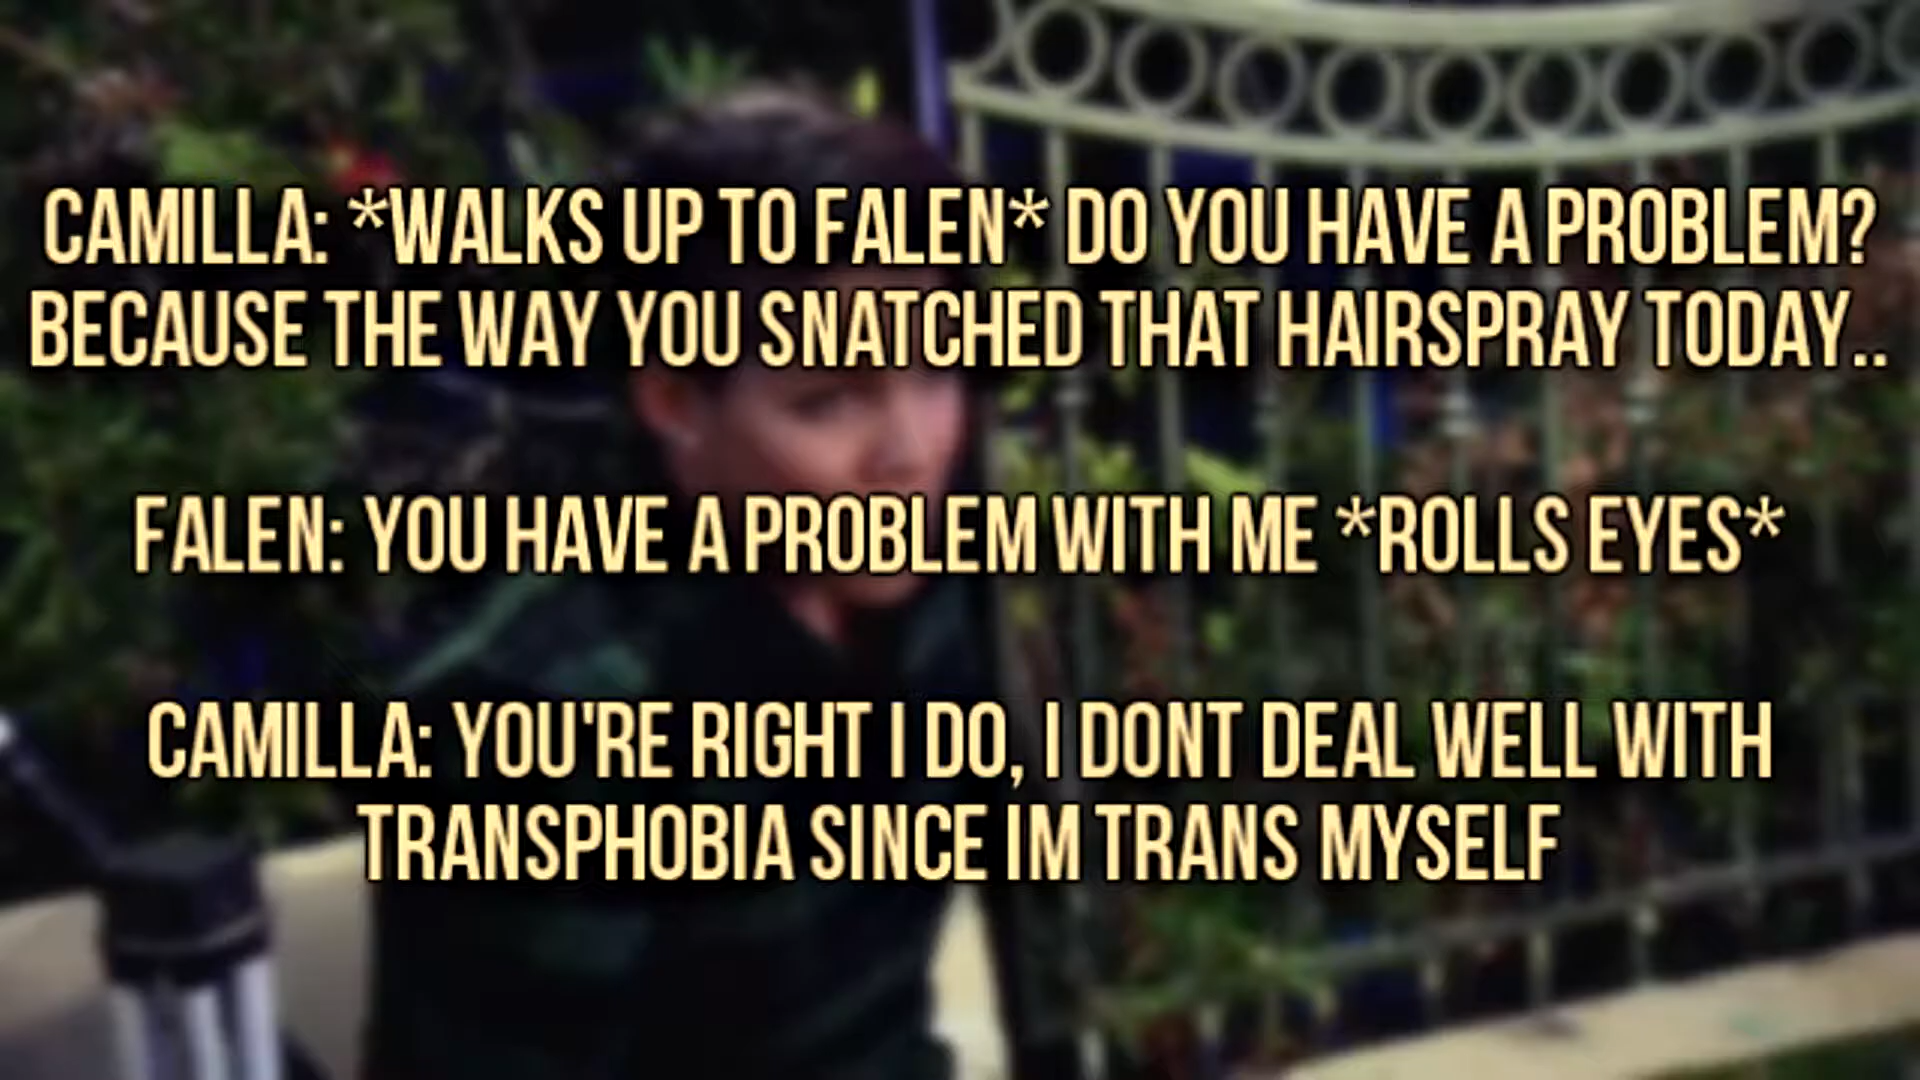 CAMILLA: *WALKS UP TO FALEN* DO YOU HAVE A PROBLEM?
BECAUSE THE WAY YOU SNATCHED THAT HAIRSPRAY TODAY..
FALEN: YOU HAVE A PROBLEM WITH ME *ROLLS EYES*
CAMILLA: YOU'RE RIGHT I DO, I DONT DEAL WELL WITH
TRANSPHOBIA SINCE IM TRANS MYSELF